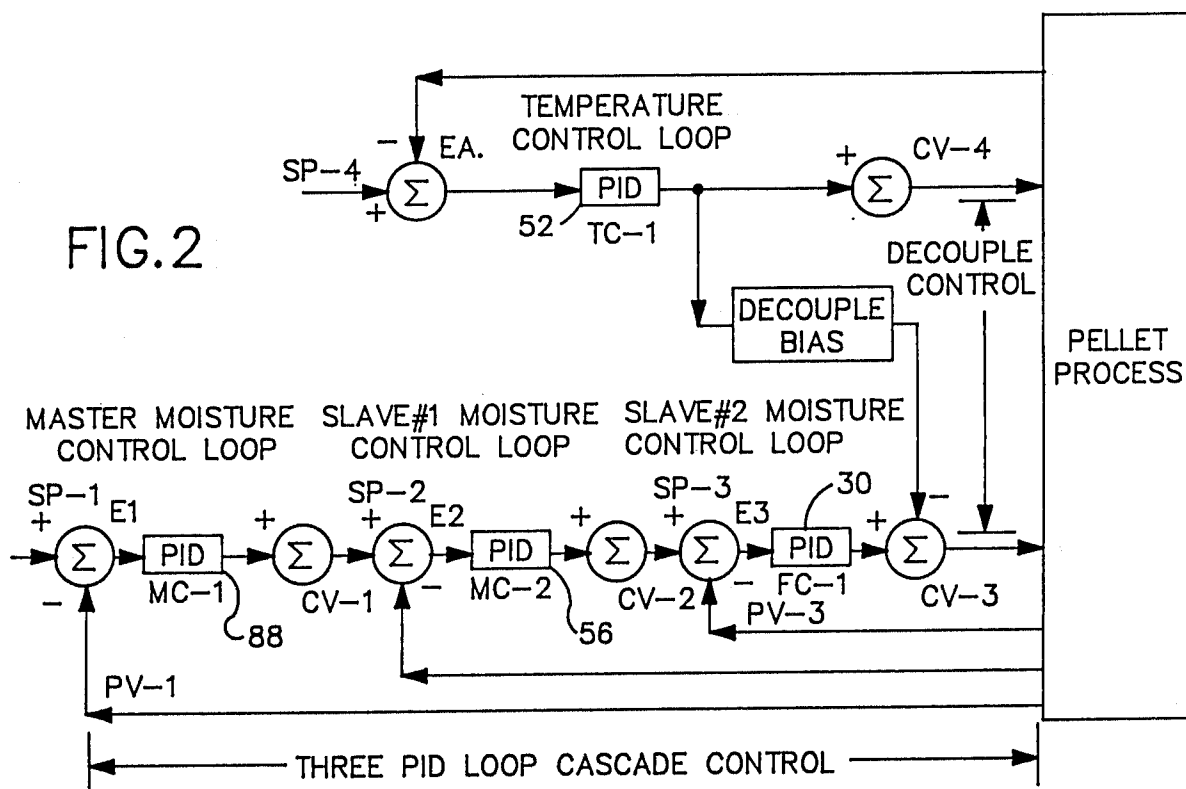 FIG.2
TEMPERATURE
CONTROL LOOP
−
EA.
SP−4
+
Σ
PID
52
TC−1
+
Σ
CV−4
DECOUPLE
CONTROL
DECOUPLE
BIAS
PELLET
PROCESS
MASTER MOISTURE
CONTROL LOOP
SLAVE#1 MOISTURE
CONTROL LOOP
SLAVE#2 MOISTURE
CONTROL LOOP
SP−1
+
E1
Σ
−
PID
MC−1
88
+
Σ
CV−1
SP−2
+
E2
Σ
−
PID
MC−2
56
+
Σ
CV−2
SP−3
+
E3
Σ
−
30
PID
FC−1
+
−
Σ
CV−3
PV−3
PV−1
THREE PID LOOP CASCADE CONTROL